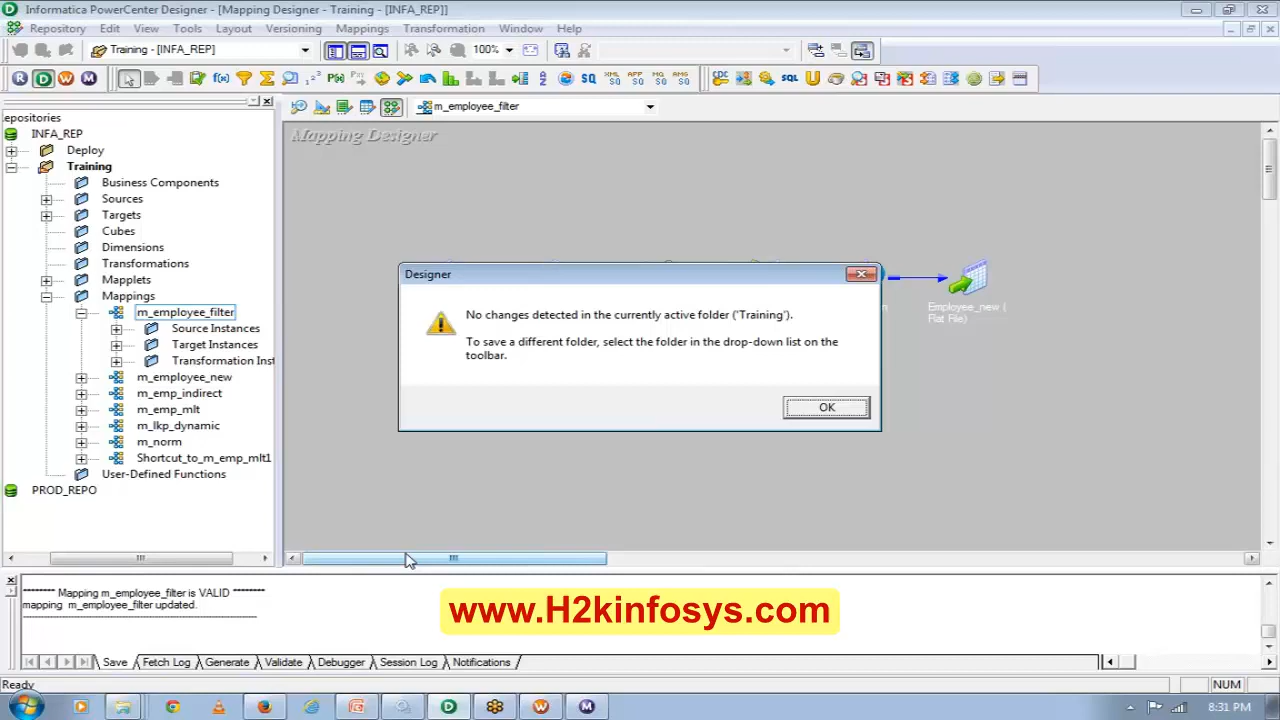 Informatica PowerCenter Designer - [Mapping Designer - Training - [INFA_REP]]
Repository Edit View Tools Layout Versioning Mappings Transformation Window Help
Training - [INFA_REP] 100%
m_employee_filter
epositories
INFA_REP
Deploy
Training
Business Components
Sources
Targets
Cubes
Dimensions
Transformations
Mapplets
Mappings
m_employee_filter
Source Instances
Target Instances
Transformation Inst
m_employee_new
m_emp_indirect
m_emp_mlt
m_lkp_dynamic
m_norm
Shortcut_to_m_emp_mlt1
User-Defined Functions
PROD_REPO
Mapping Designer
Designer
No changes detected in the currently active folder ('Training').
To save a different folder, select the folder in the drop-down list on the
toolbar.
OK
Employee_new (
Flat File)
-------- Mapping m_employee_filter is VALID --------
mapping m_employee_filter updated.
www.H2kinfosys.com
Save Fetch Log Generate Validate Debugger Session Log Notifications
Ready NUM
8:31 PM